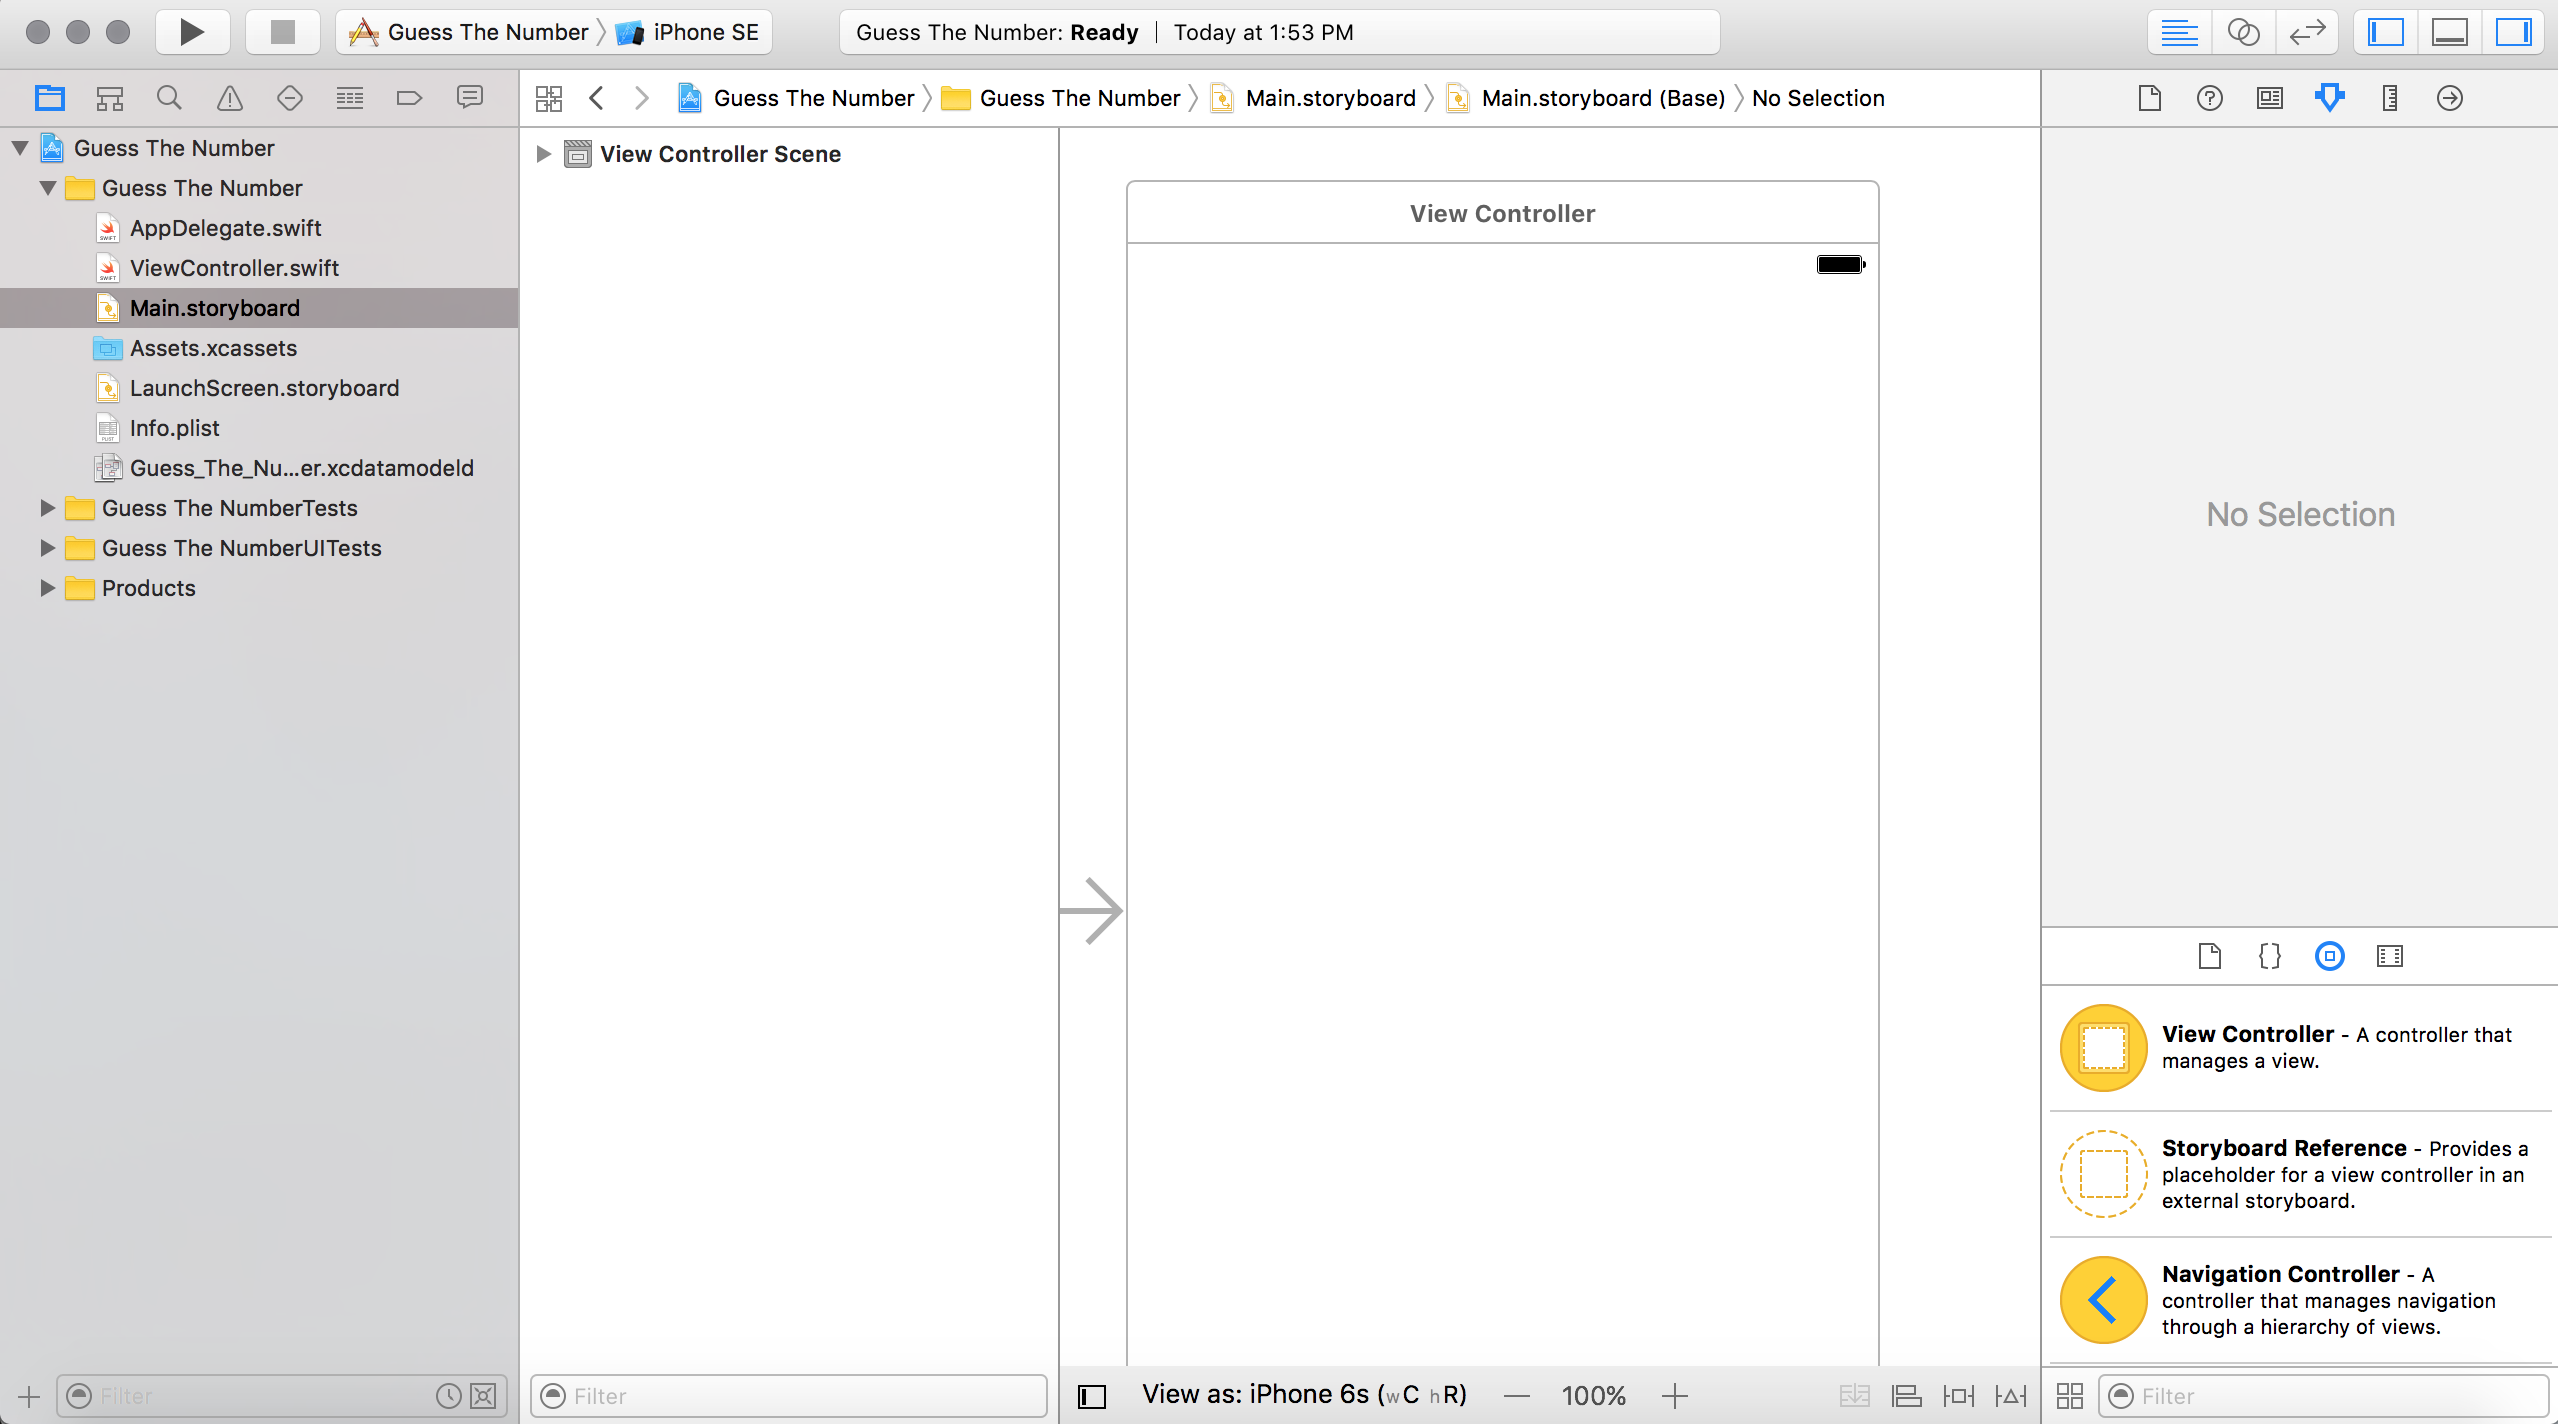 Guess The Number iPhone SE
Guess The Number: Ready Today at 1:53 PM
Guess The Number Guess The Number Main.storyboard Main.storyboard (Base) No Selection
Guess The Number
Guess The Number
AppDelegate.swift
ViewController.swift
Main.storyboard
Assets.xcassets
LaunchScreen.storyboard
Info.plist
Guess_The_Nu...er.xcdatamodeld
Guess The NumberTests
Guess The NumberUITests
Products
Filter
View Controller Scene
Filter
View Controller
View as: iPhone 6s (wC hR) 100%
No Selection
View Controller - A controller that
manages a view.
Storyboard Reference - Provides a
placeholder for a view controller in an
external storyboard.
Navigation Controller - A
controller that manages navigation
through a hierarchy of views.
Filter